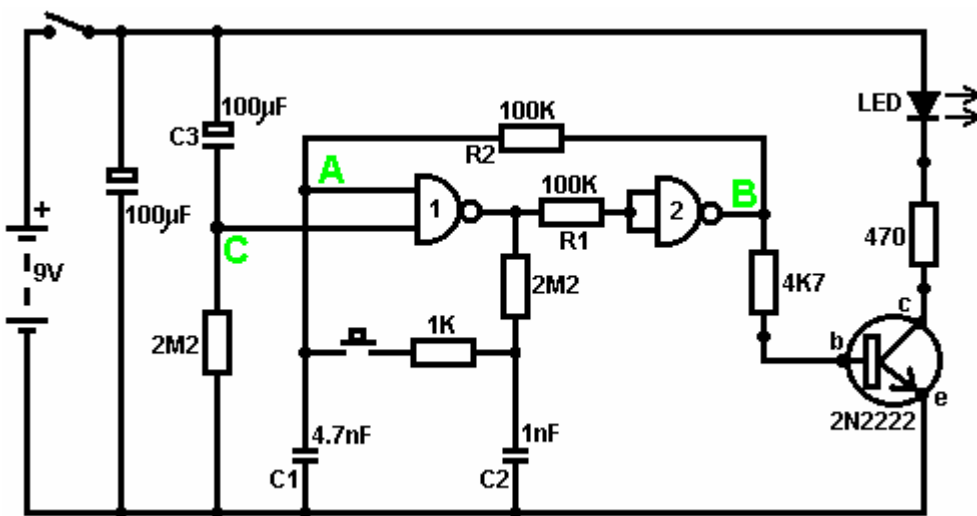 100µF
C3
100µF
+
9V
2M2
A
C
100K
R2
1
100K
R1
2
B
2M2
1K
4.7nF
C1
1nF
C2
4K7
LED
470
c
b
e
2N2222